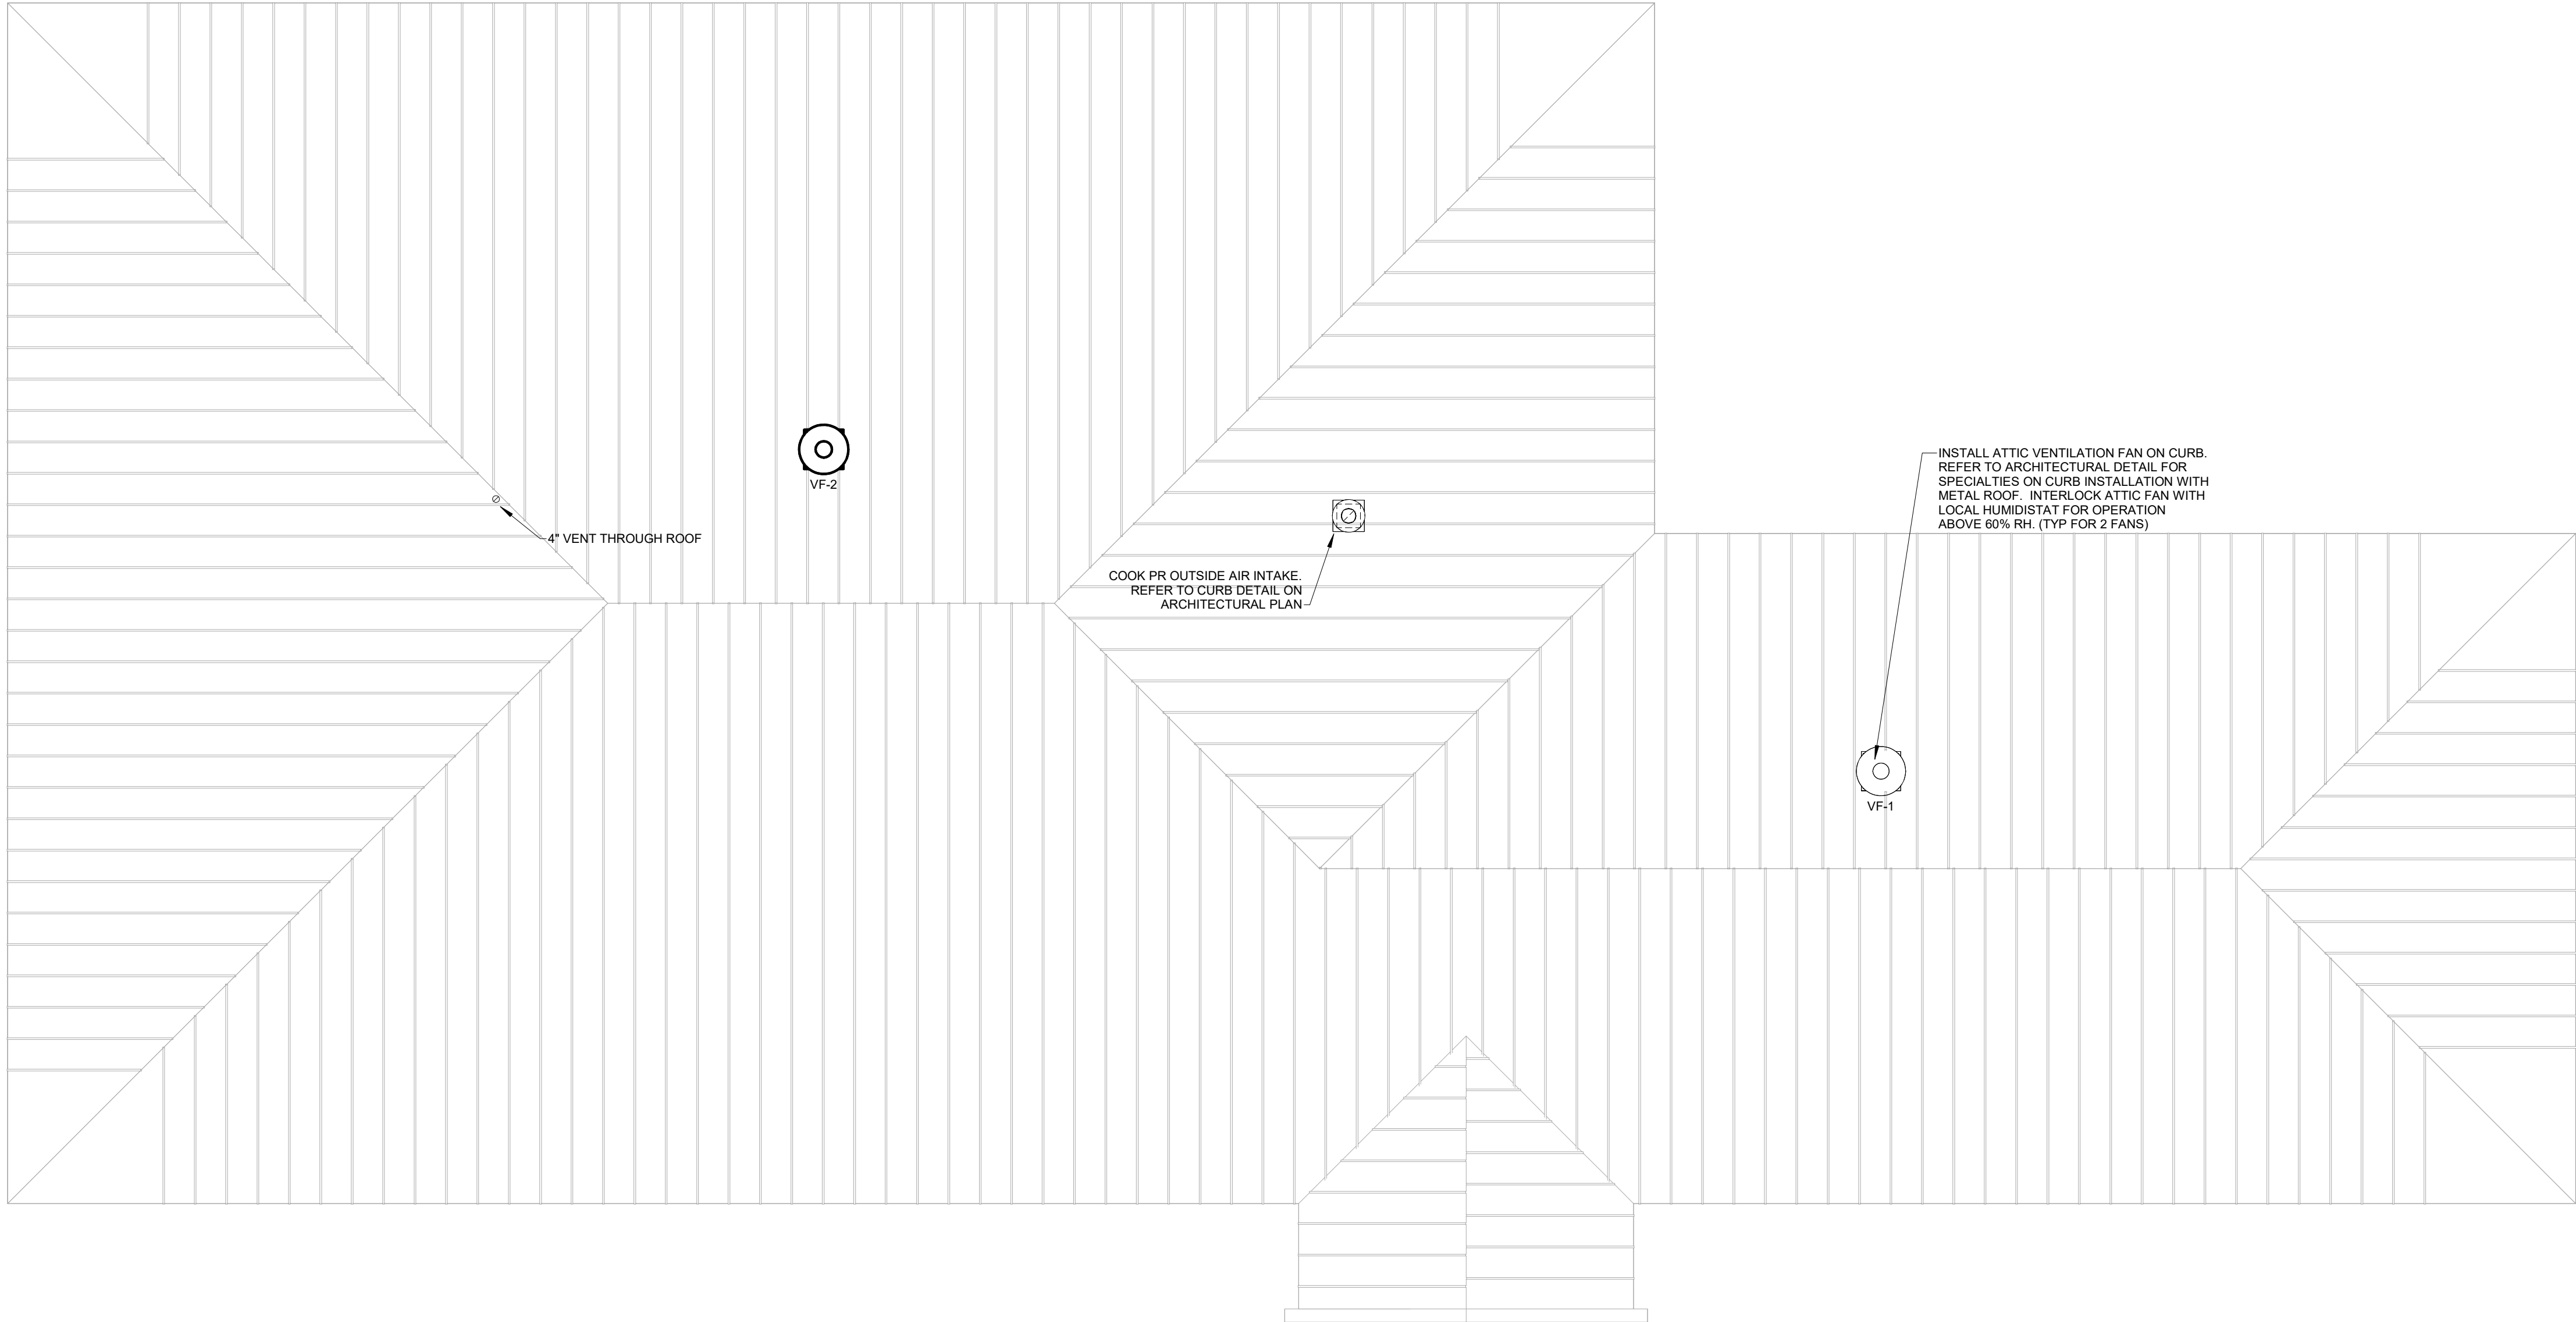 INSTALL ATTIC VENTILATION FAN ON CURB.
REFER TO ARCHITECTURAL DETAIL FOR
SPECIALTIES ON CURB INSTALLATION WITH
METAL ROOF.  INTERLOCK ATTIC FAN WITH
LOCAL HUMIDISTAT FOR OPERATION
ABOVE 60% RH. (TYP FOR 2 FANS)
VF-2
4" VENT THROUGH ROOF
COOK PR OUTSIDE AIR INTAKE.
REFER TO CURB DETAIL ON
ARCHITECTURAL PLAN
VF-1